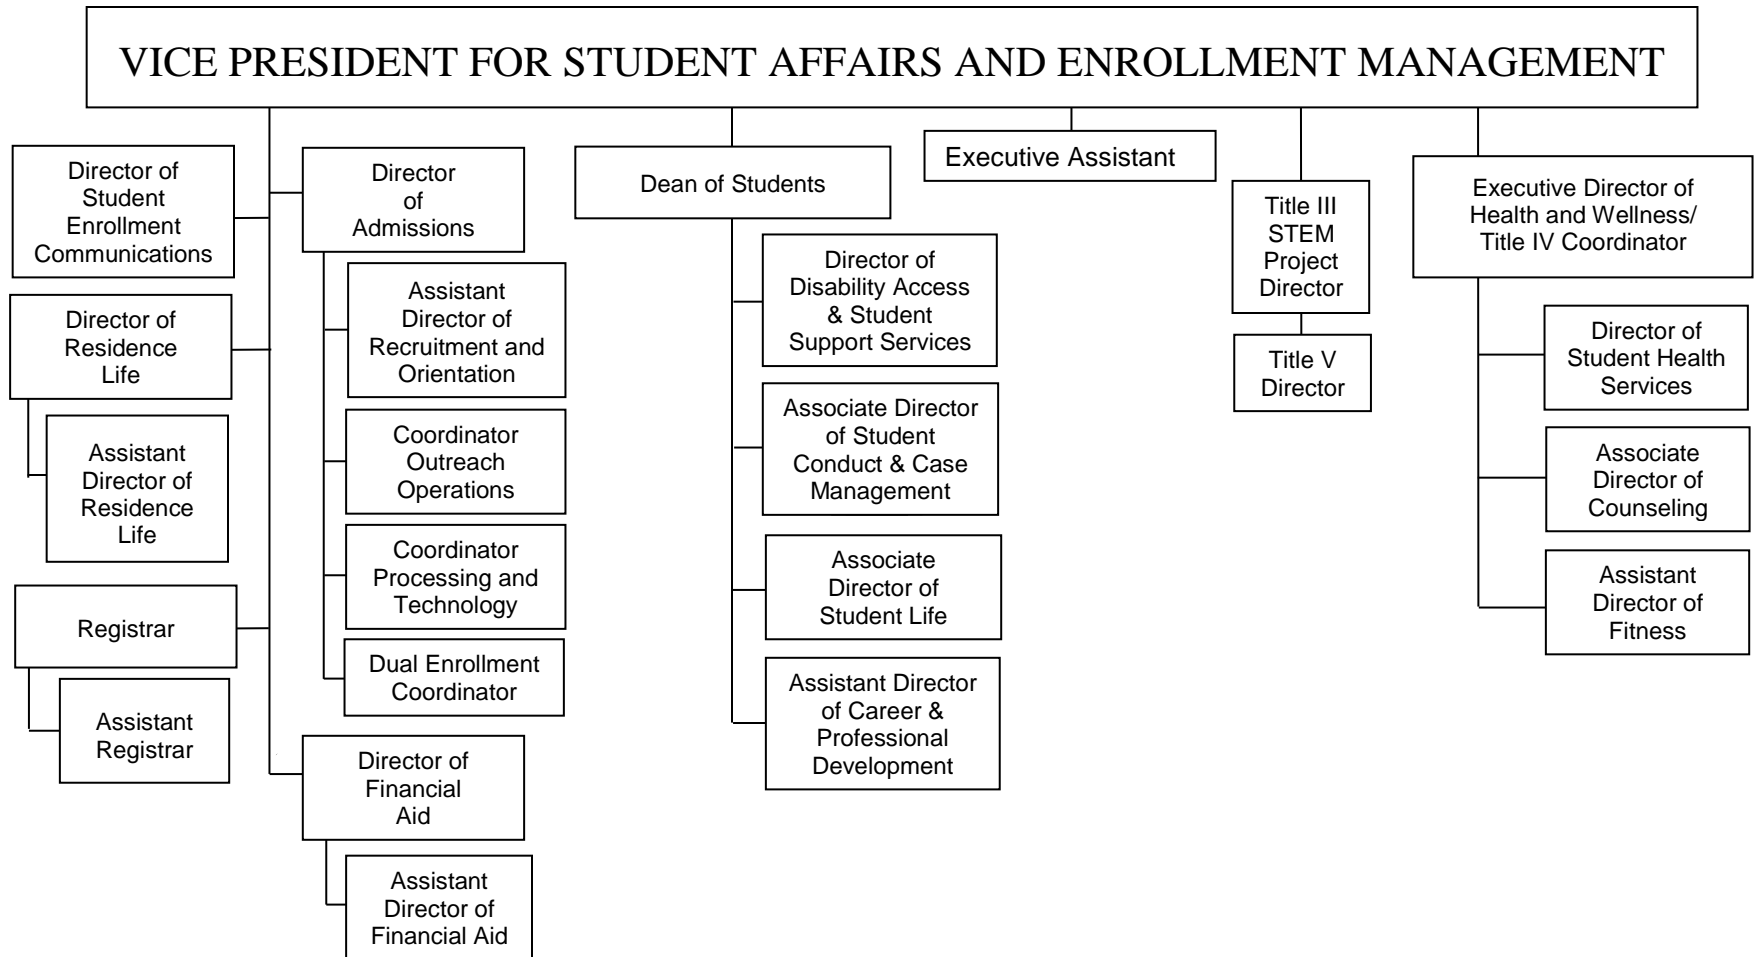 VICE PRESIDENT FOR STUDENT AFFAIRS AND ENROLLMENT MANAGEMENT
Director of
Student
Enrollment
Communications
Director of
Residence
Life
Assistant
Director of
Residence
Life
Registrar
Assistant
Registrar
Director
of
Admissions
Assistant
Director of
Recruitment and
Orientation
Coordinator
Outreach
Operations
Coordinator
Processing and
Technology
Dual Enrollment
Coordinator
Director of
Financial
Aid
Assistant
Director of
Financial Aid
Dean of Students
Director of
Disability Access
& Student
Support Services
Associate Director
of Student
Conduct & Case
Management
Associate
Director of
Student Life
Assistant Director
of Career &
Professional
Development
Executive Assistant
Title III
STEM
Project
Director
Title V
Director
Executive Director of
Health and Wellness/
Title IV Coordinator
Director of
Student Health
Services
Associate
Director of
Counseling
Assistant
Director of
Fitness